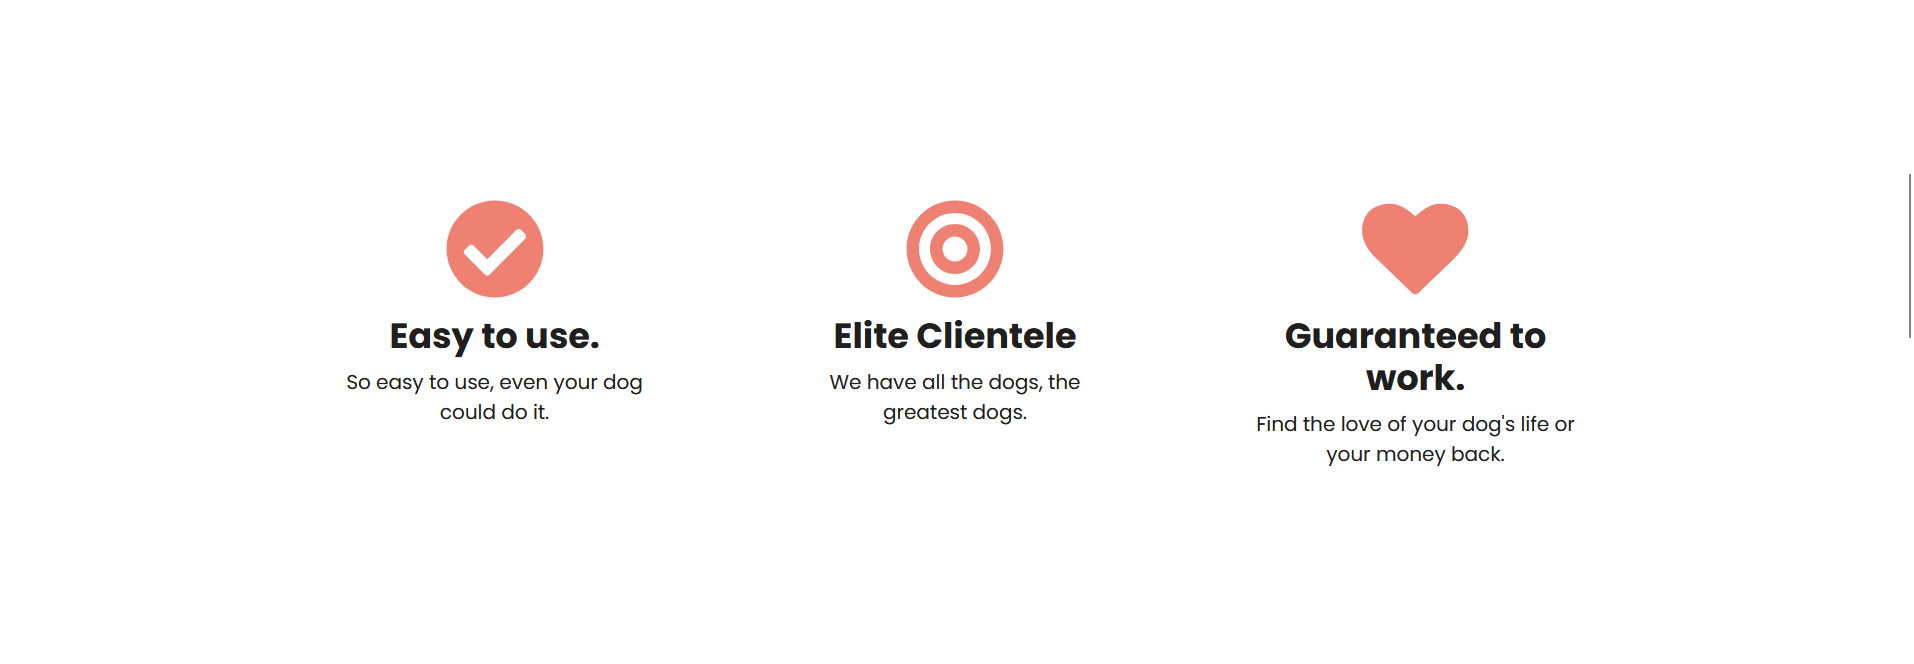 Easy to use.
So easy to use, even your dog
could do it.
Elite Clientele
We have all the dogs, the
greatest dogs.
Guaranteed to
work.
Find the love of your dog's life or
your money back.